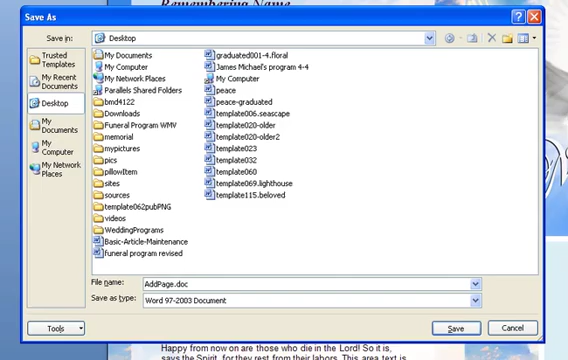 Remembering Name
Save As
Save in:
Desktop
Trusted Templates
My Recent Documents
Desktop
My Documents
My Computer
My Network Places
My Documents
My Computer
My Network Places
Parallels Shared Folders
bmd4122
Downloads
Funeral Program WMV
memorial
mypictures
pics
pillowItem
sites
sources
template062pubPNG
videos
WeddingPrograms
Basic-Article-Maintenance
funeral program revised
graduated001-4.floral
James Michael's program 4-4
My Computer
peace
peace-graduated
template006.seascape
template020-older
template020-older2
template023
template032
template060
template069.lighthouse
template115.beloved
File name:
AddPage.doc
Save as type:
Word 97-2003 Document
Tools
Save
Cancel
Happy from now on are those who die in the Lord! So it is,
says the Spirit, for they rest from their labors. This area text is